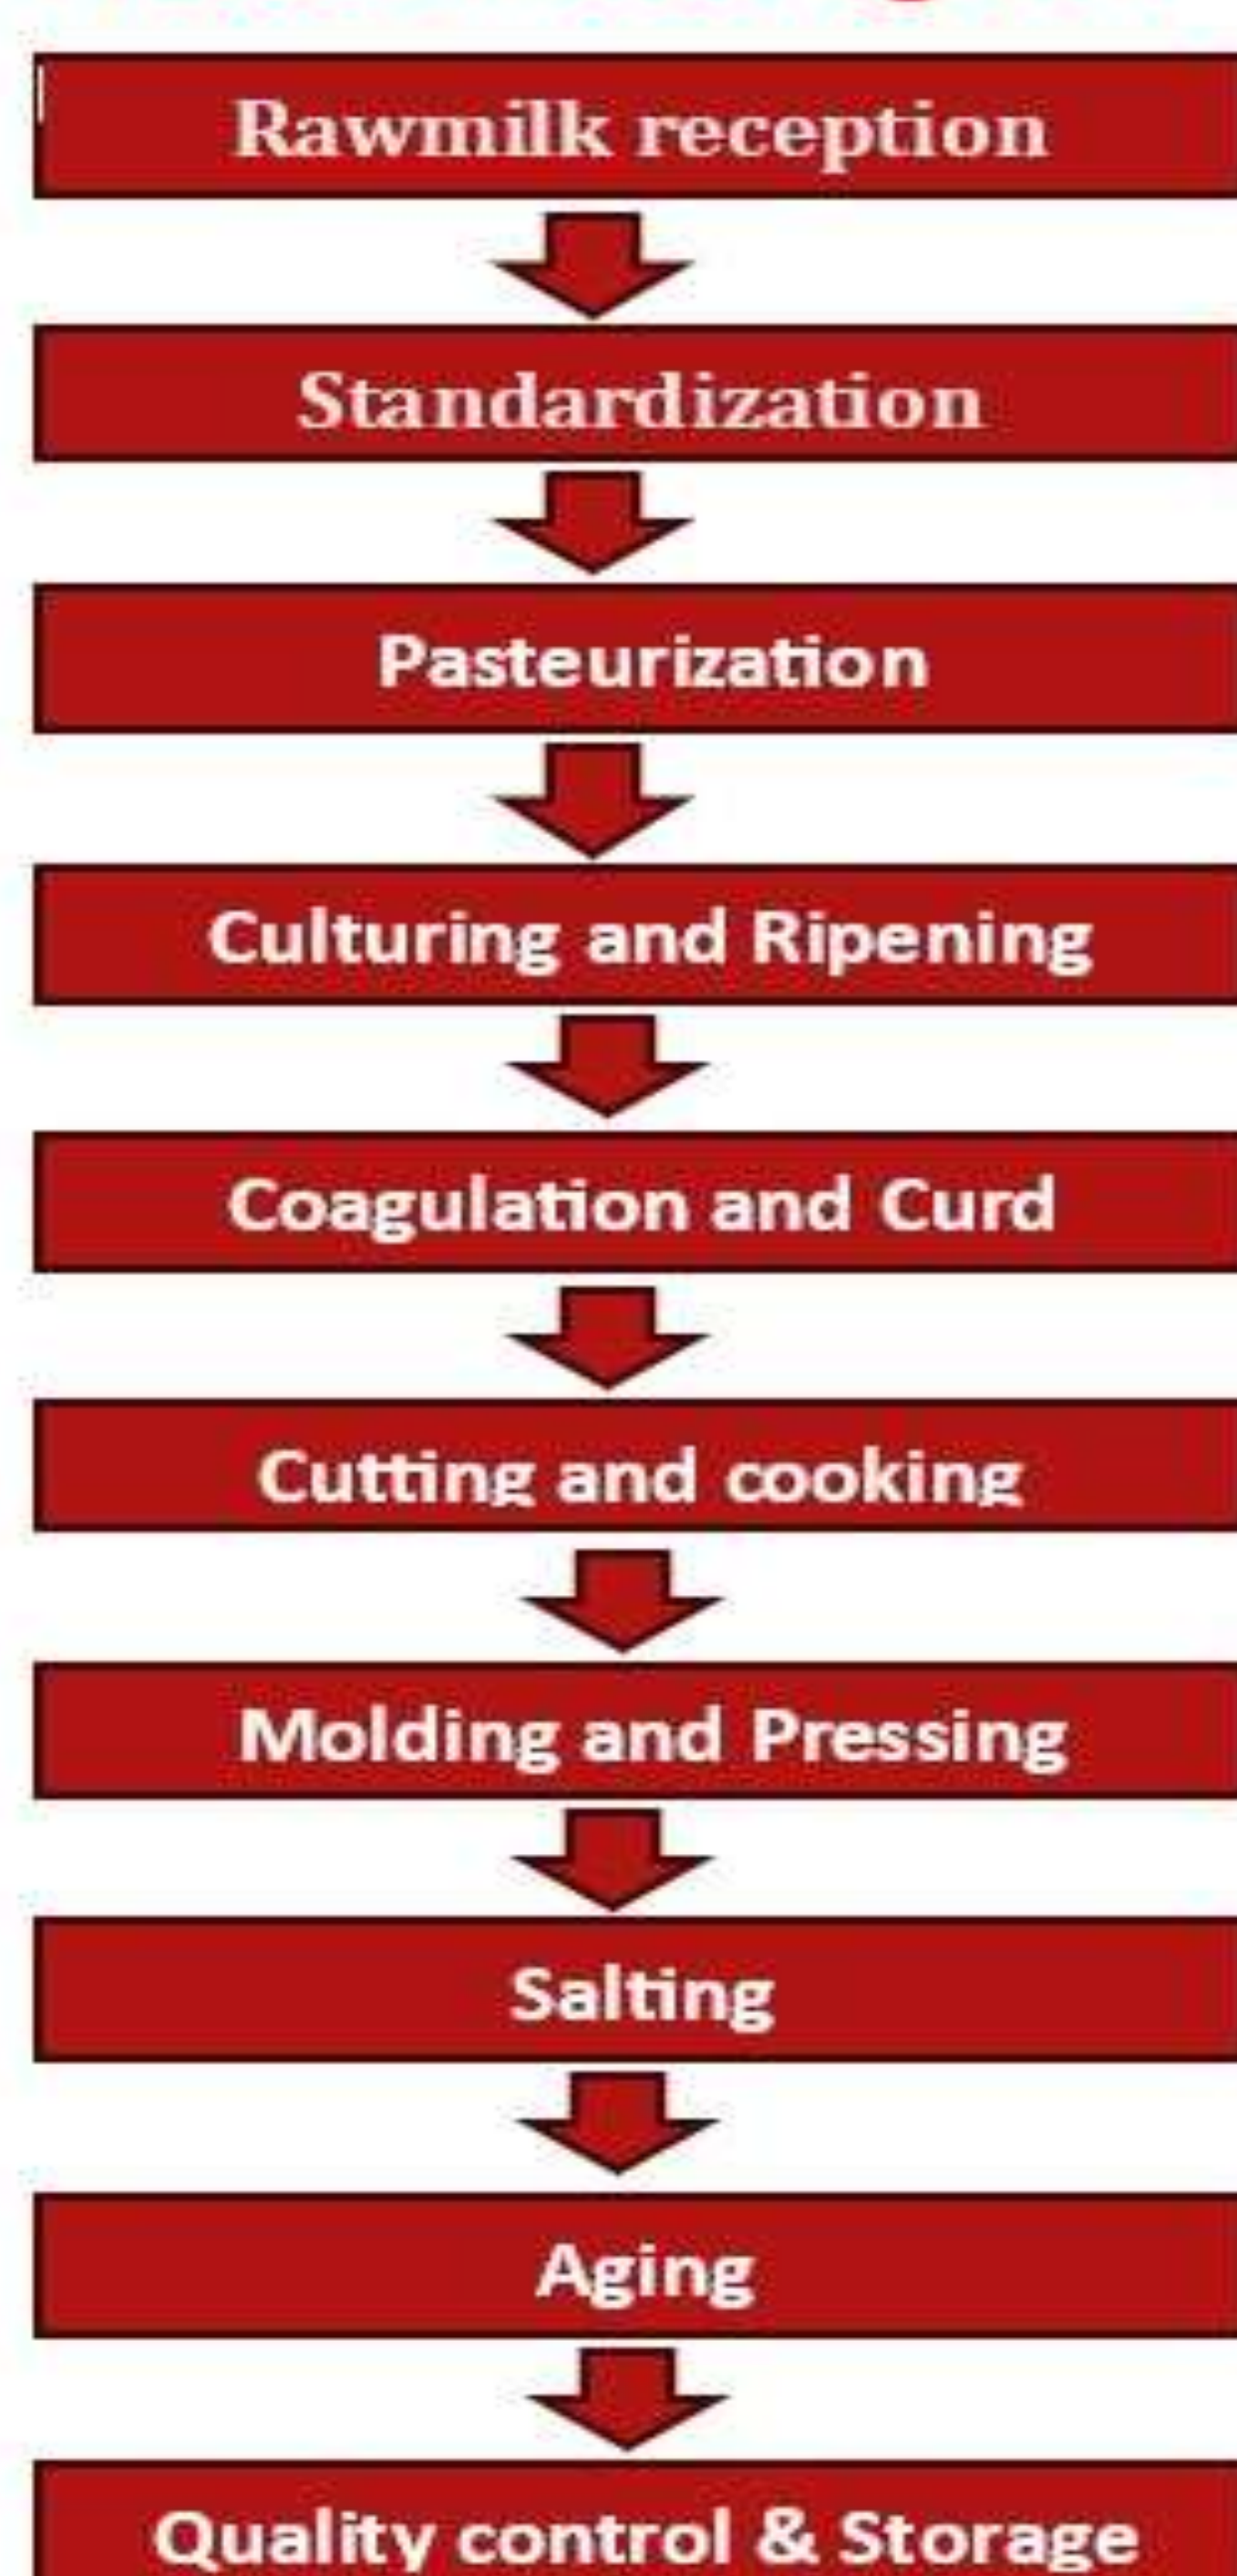 Rawmilk reception
Standardization
Pasteurization
Culturing and Ripening
Coagulation and Curd
Cutting and cooking
Molding and Pressing
Salting
Aging
Quality control & Storage